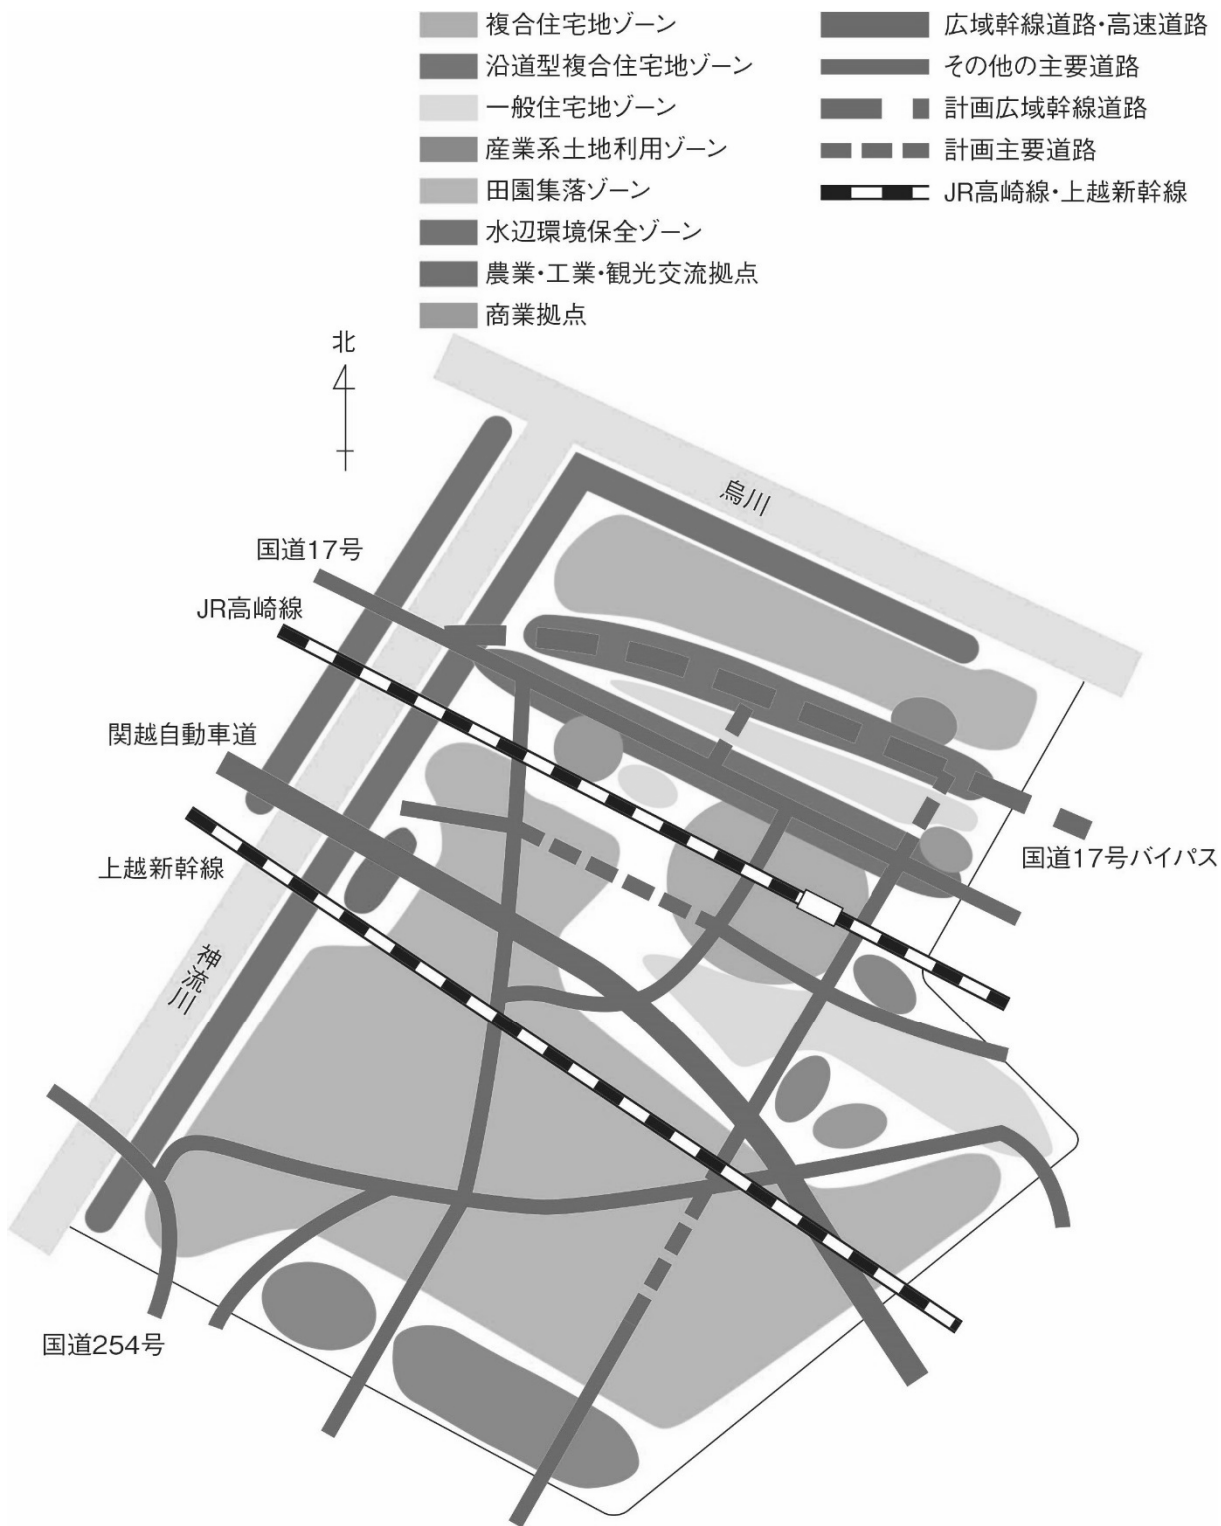 複合住宅地ゾーン
沿道型複合住宅地ゾーン
一般住宅地ゾーン
産業系土地利用ゾーン
田園集落ゾーン
水辺環境保全ゾーン
農業・工業・観光交流拠点
商業拠点
広域幹線道路・高速道路
その他の主要道路
計画広域幹線道路
計画主要道路
JR高崎線・上越新幹線
北
烏川
国道17号
JR高崎線
関越自動車道
上越新幹線
国道17号バイパス
神流川
国道254号